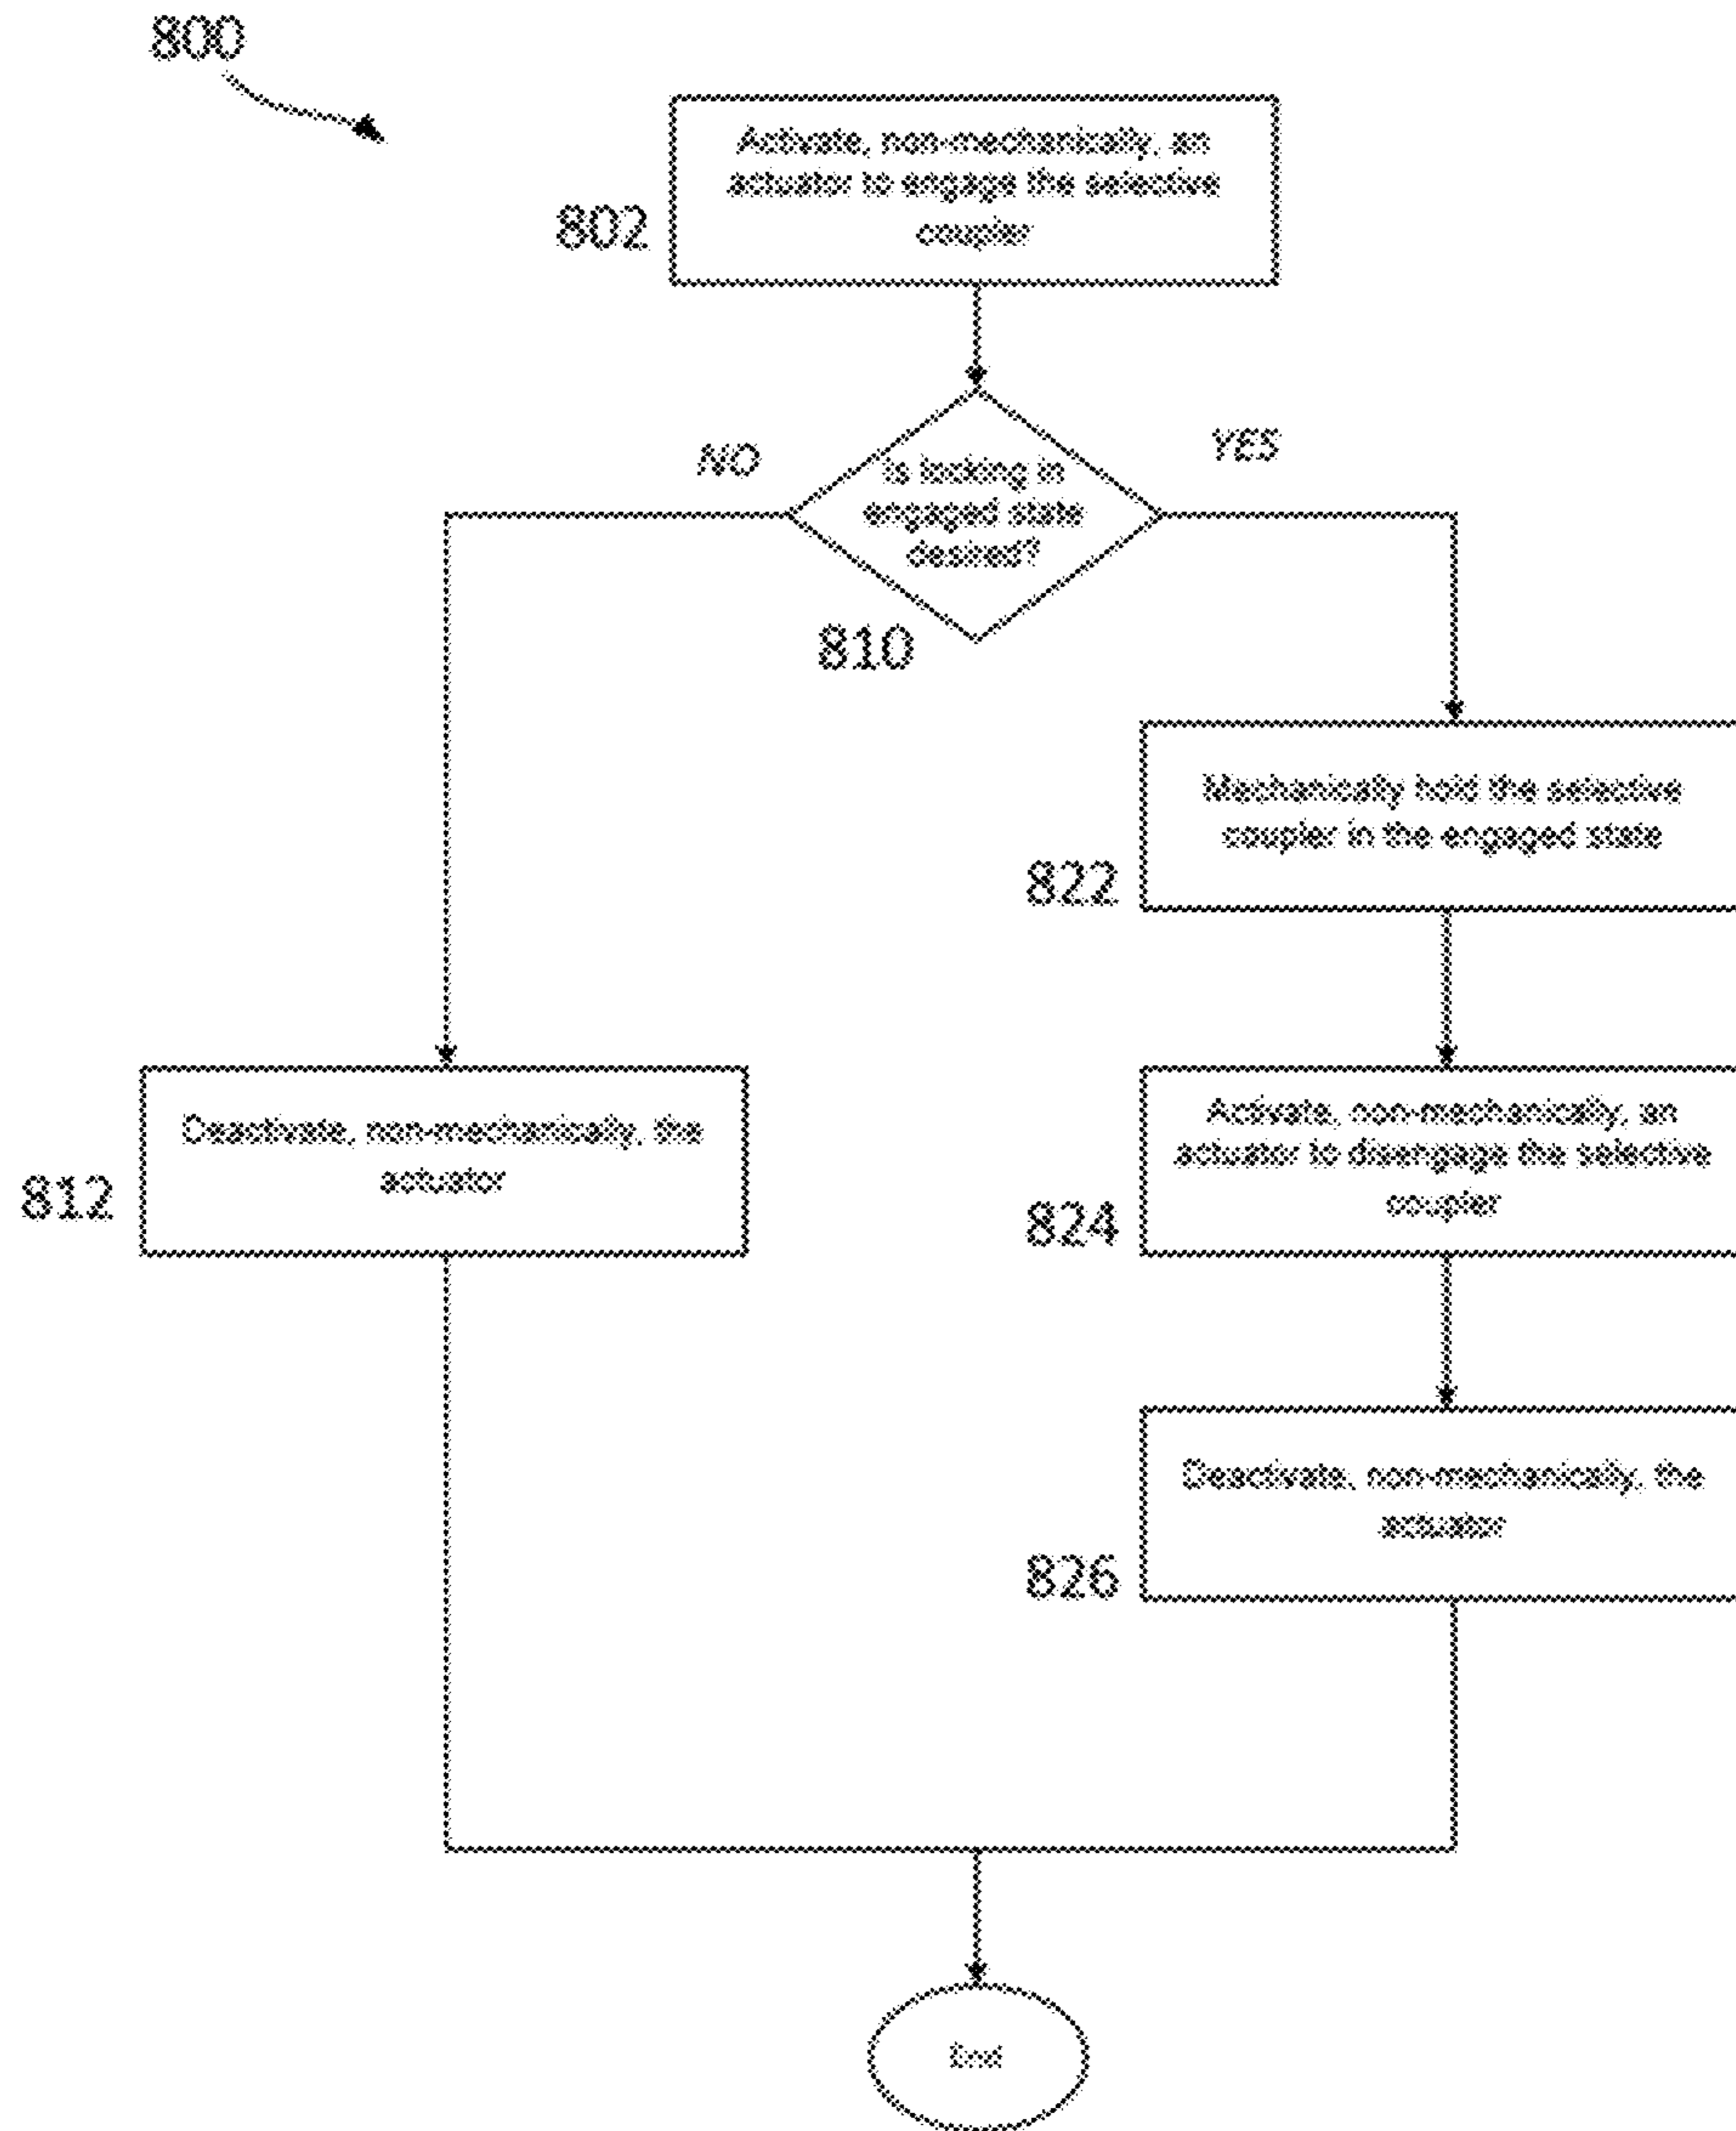 800
Activate, non-mechanically, an
actuator to engage the selective
coupler
802
NO
YES
is locking in
engaged state
desired?
810
Mechanically hold the selective
coupler in the engaged state
822
Deactivate, non-mechanically, the
actuator
812
Activate, non-mechanically, an
actuator to disengage the selective
coupler
824
Deactivate, non-mechanically, the
actuator
826
End